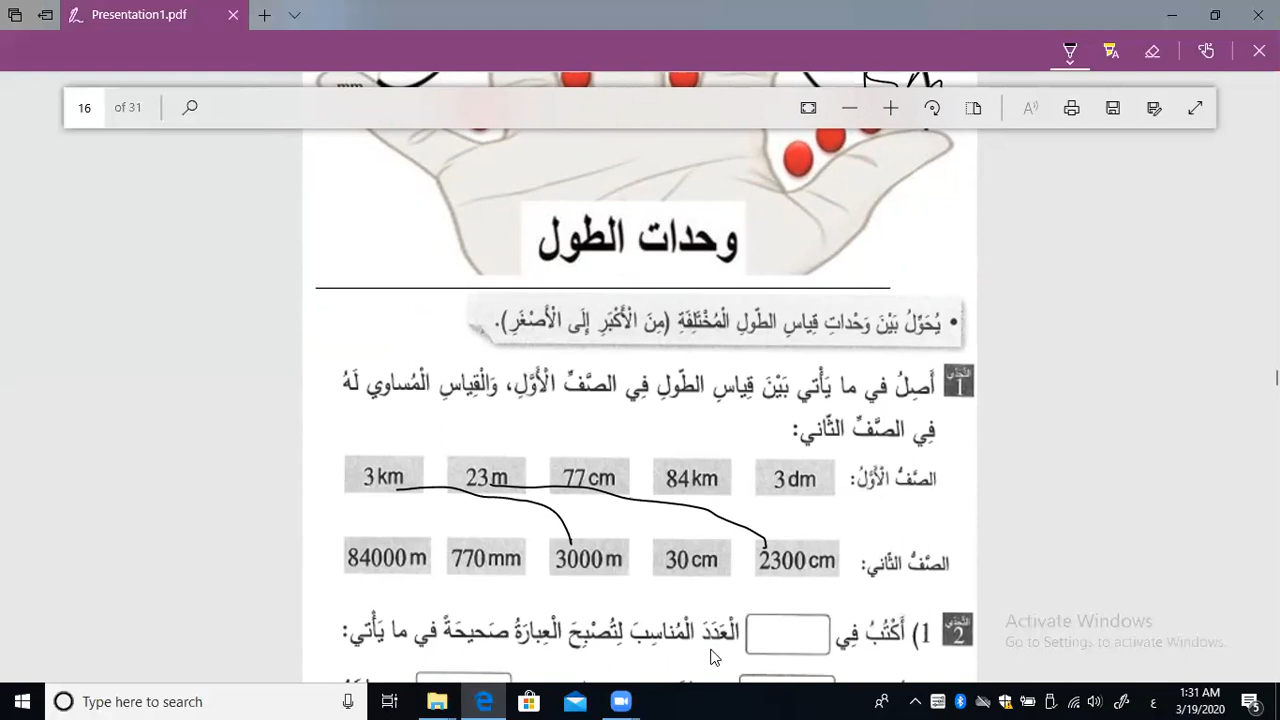 Presentation1.pdf
16 of 31
mm
وحدات الطول
• يُحَوِّلُ بَيْنَ وَحْداتِ قِياسِ الطّولِ الْمُخْتَلِفَةِ (مِنَ الْأَكْبَرِ إِلَى الْأَصْغَرِ).
التَّحَدّي 1 أَصِلُ في ما يَأْتي بَيْنَ قِياسِ الطّولِ فِي الصَّفِّ الْأَوَّلِ، وَالْقِياسِ الْمُساوي لَهُ
فِي الصَّفِّ الثّاني:
الصَّفُّ الْأَوَّلُ: 3 dm 84 km 77 cm 23 m 3 km
الصَّفُّ الثّاني: 2300 cm 30 cm 3000 m 770 mm 84000 m
التَّحَدّي 2 1) أَكْتُبُ فِي الْعَدَدَ الْمُناسِبَ لِتُصْبِحَ الْعِبارَةُ صَحيحَةً في ما يَأْتي:
Activate Windows
Go to Settings to activate Windows.
Type here to search
ع
1:31 AM
3/19/2020
5